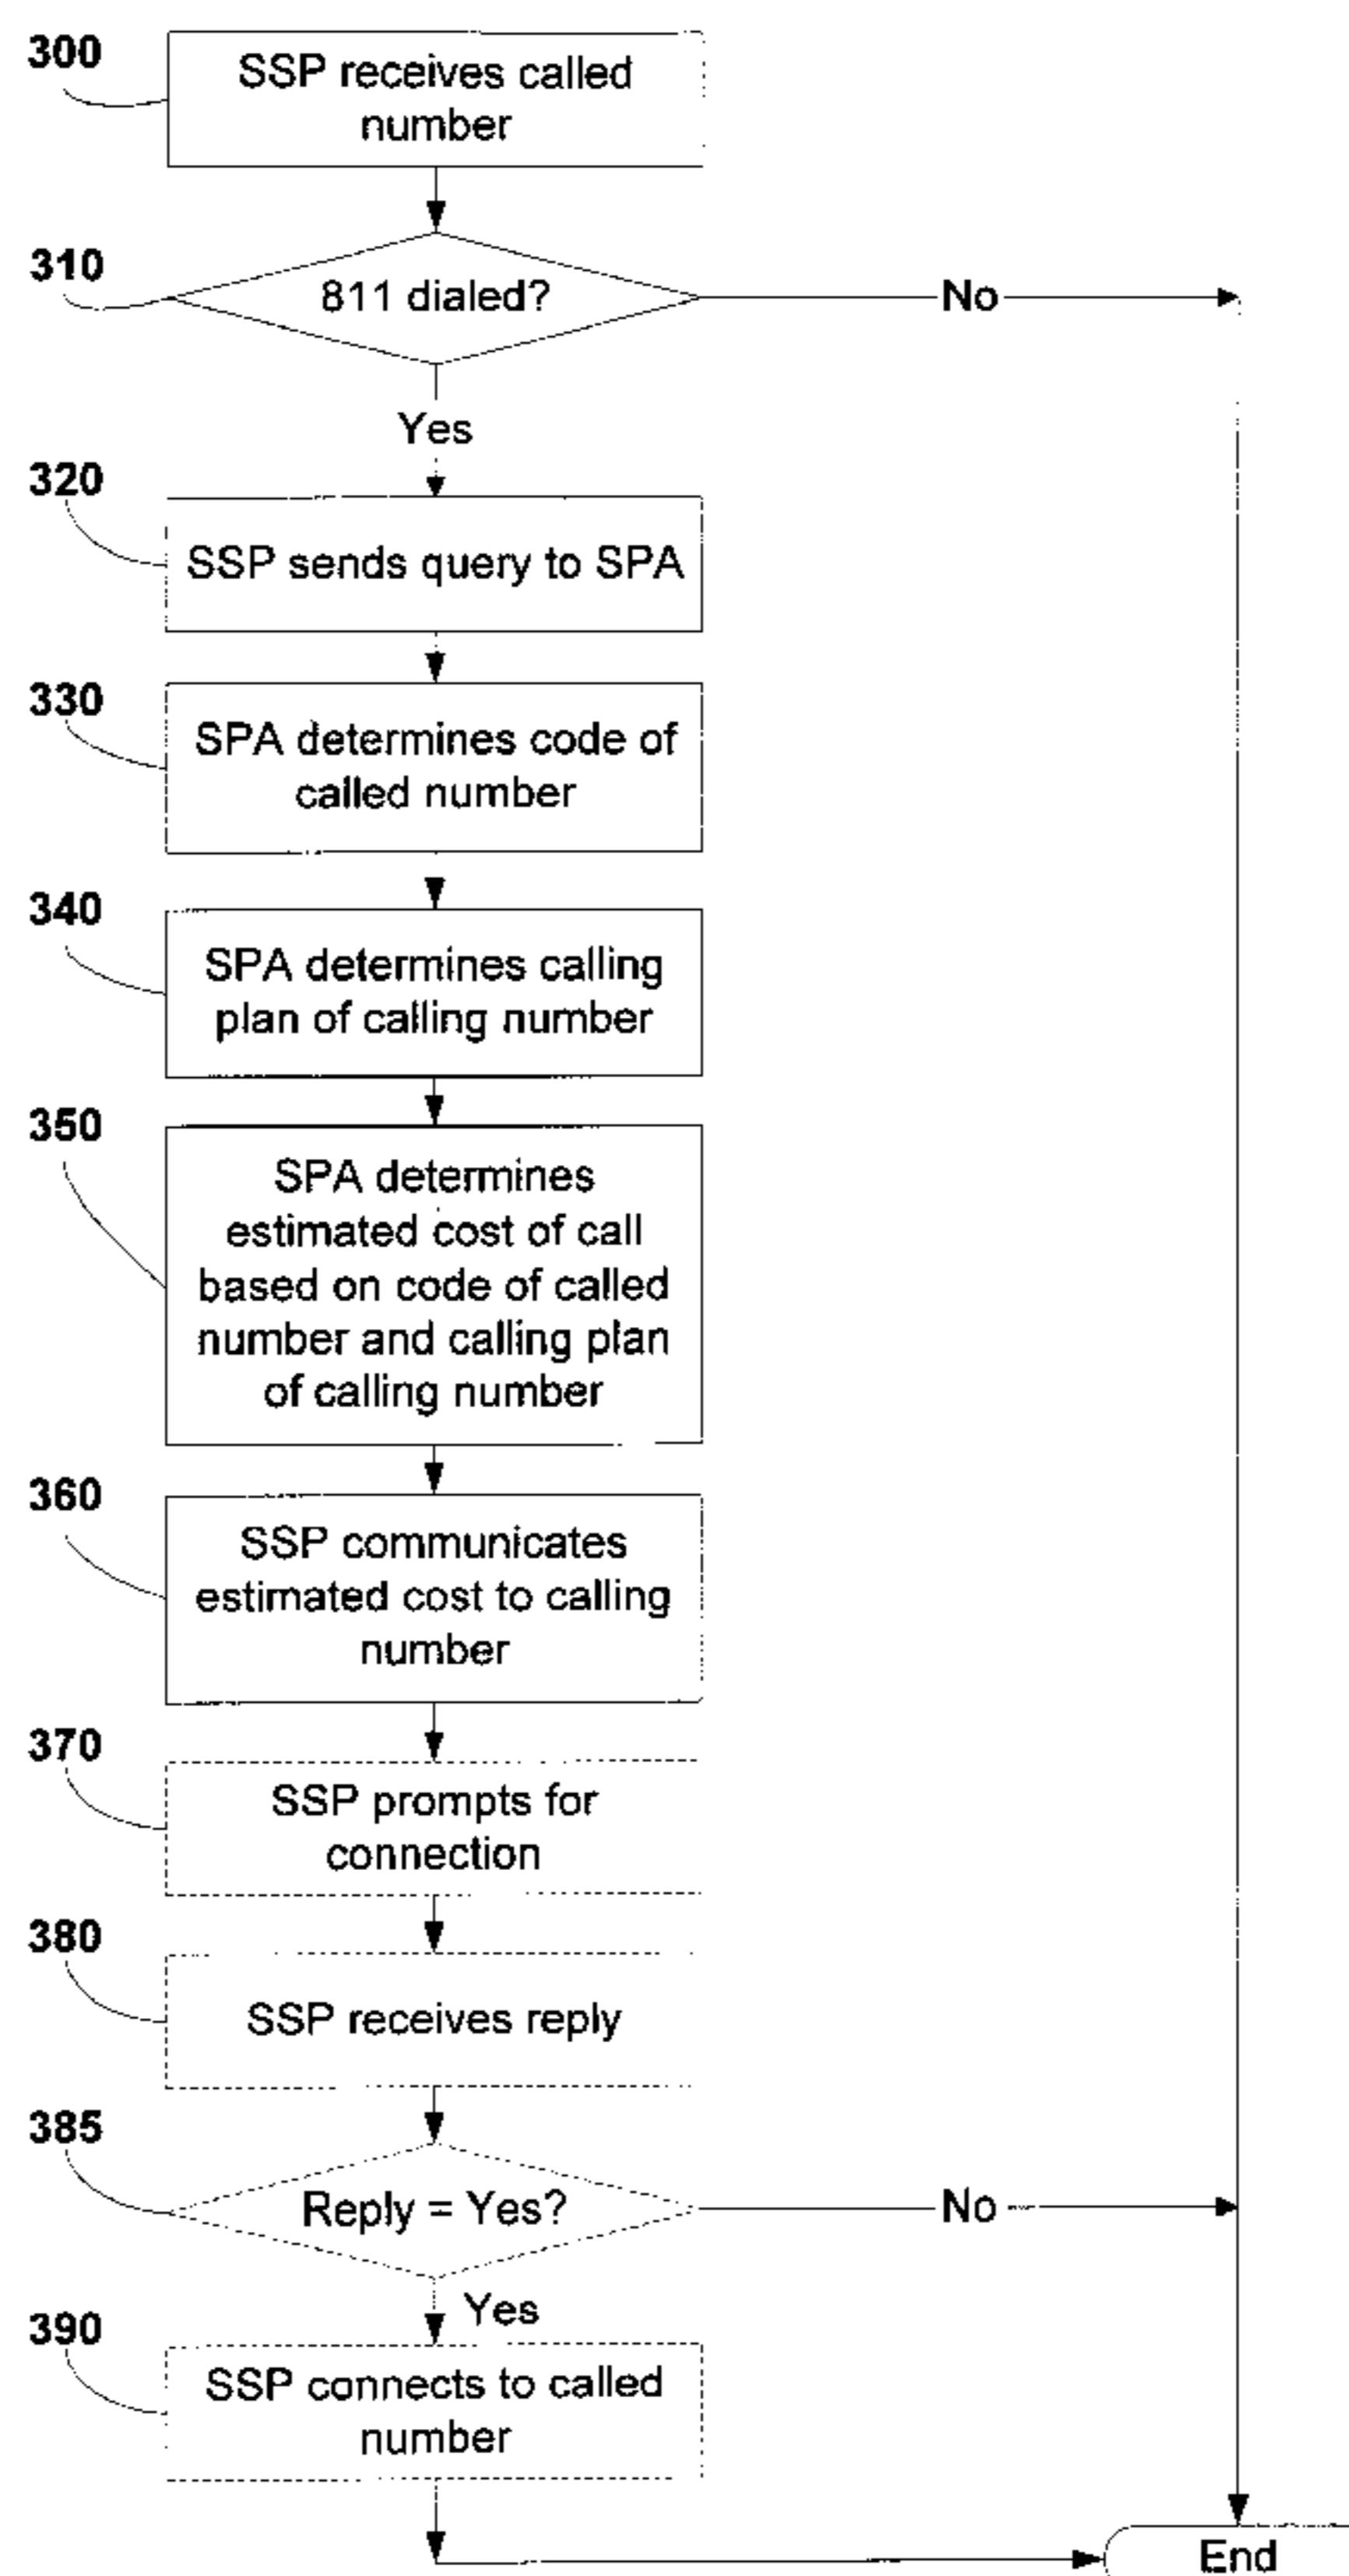 300
SSP receives called
number
310
811 dialed?
No
Yes
320
SSP sends query to SPA
330
SPA determines code of
called number
340
SPA determines calling
plan of calling number
350
SPA determines
estimated cost of call
based on code of called
number and calling plan
of calling number
360
SSP communicates
estimated cost to calling
number
370
SSP prompts for
connection
380
SSP receives reply
385
Reply = Yes?
No
Yes
390
SSP connects to called
number
End